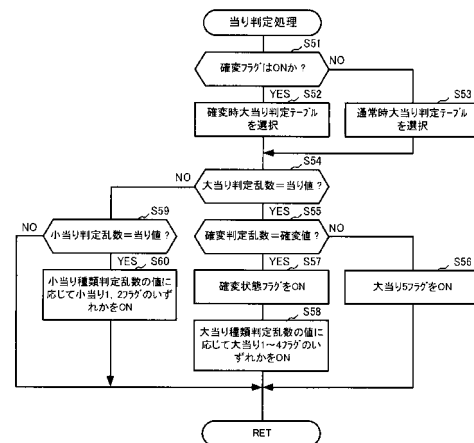 当り判定処理
S51
確変フラグはONか?
NO
YES
S52
S53
確変時大当り判定テーブル
を選択
通常時大当り判定テーブル
を選択
S54
大当り判定乱数=当り値?
NO
YES
S59
小当り判定乱数=当り値?
NO
YES
S60
小当り種類判定乱数の値に
応じて小当り1、2フラグのいず
れかをON
S55
確変判定乱数=確変値?
NO
YES
S57
S56
確変状態フラグをON
大当り5フラグをON
S58
大当り種類判定乱数の値に
応じて大当り1~4フラグのい
ずれかをON
RET